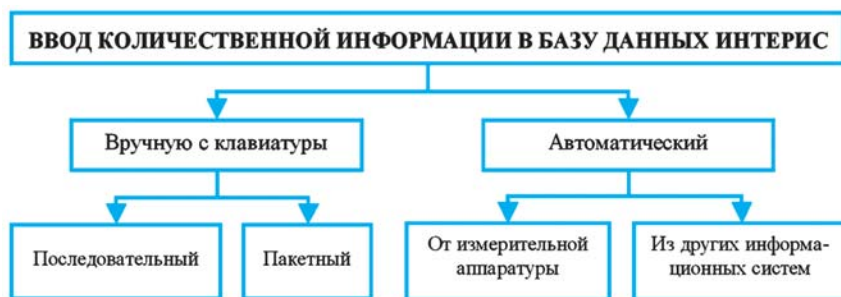 ВВОД КОЛИЧЕСТВЕННОЙ ИНФОРМАЦИИ В БАЗУ ДАННЫХ ИНТЕРИС
Вручную с клавиатуры
Автоматический
Последовательный
Пакетный
От измерительной
аппаратуры
Из других информа-
ционных систем